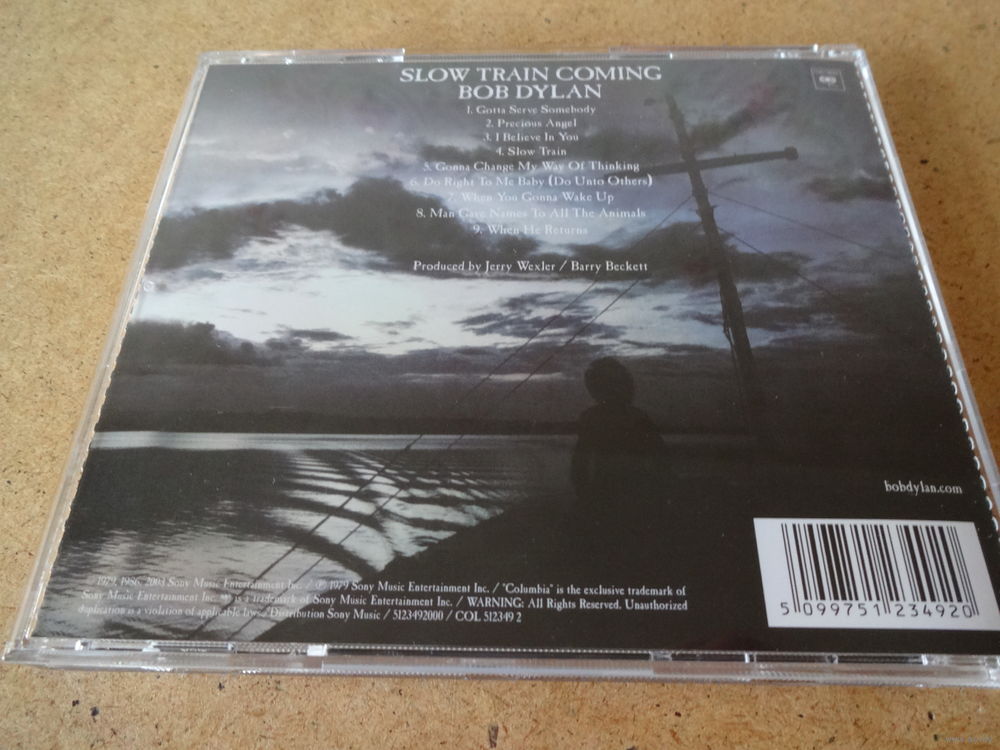 SLOW TRAIN COMING
BOB DYLAN
1. Gotta Serve Somebody
2. Precious Angel
3. I Believe In You
4. Slow Train
5. Gonna Change My Way Of Thinking
6. Do Right To Me Baby (Do Unto Others)
7. When You Gonna Wake Up
8. Man Gave Names To All The Animals
9. When He Returns
Produced by Jerry Wexler / Barry Beckett
bobdylan.com
1979, 1986, 2003 Sony Music Entertainment Inc. / ℗ 1979 Sony Music Entertainment Inc. / "Columbia" is the exclusive trademark of
Sony Music Entertainment Inc. is a trademark of Sony Music Entertainment Inc. / WARNING: All Rights Reserved. Unauthorized
duplication is a violation of applicable laws. / Distribution Sony Music / 5123492000 / COL 512349 2
5 099751 234920